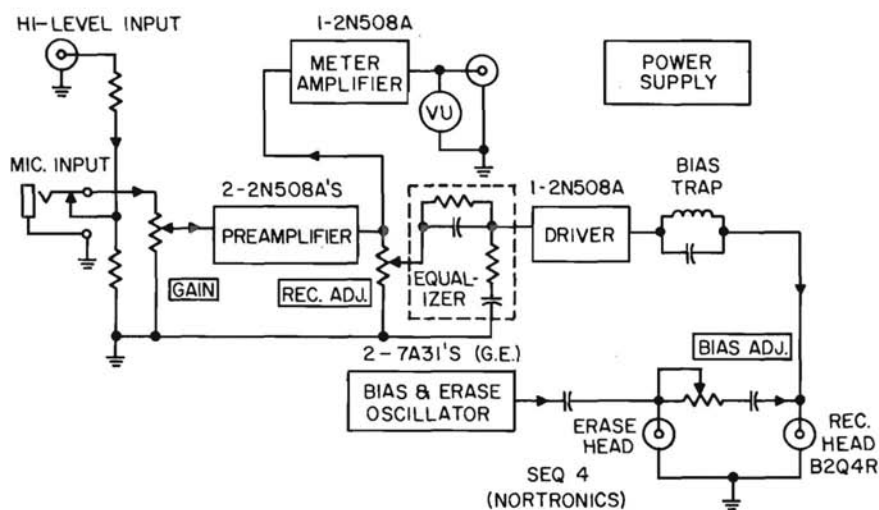 HI-LEVEL INPUT
1-2N508A
METER
AMPLIFIER
VU
POWER
SUPPLY
MIC. INPUT
2-2N508A'S
PREAMPLIFIER
GAIN
REC. ADJ.
EQUAL-
IZER
1-2N508A
DRIVER
BIAS
TRAP
2-7A31'S (G.E.)
BIAS & ERASE
OSCILLATOR
BIAS ADJ.
ERASE
HEAD
SEQ 4
(NORTRONICS)
REC.
HEAD
B2Q4R